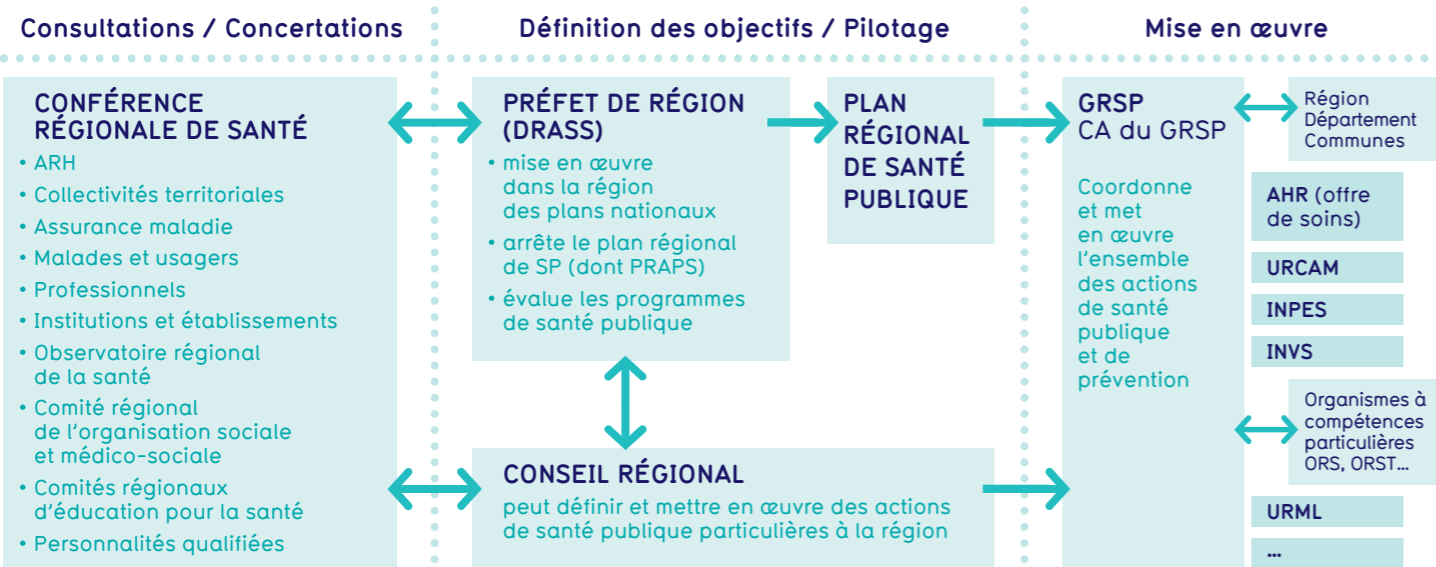 Consultations / Concertations
Définition des objectifs / Pilotage
Mise en œuvre
CONFÉRENCE
RÉGIONALE DE SANTÉ
• ARH
• Collectivités territoriales
• Assurance maladie
• Malades et usagers
• Professionnels
• Institutions et établissements
• Observatoire régional
de la santé
• Comité régional
de l'organisation sociale
et médico-sociale
• Comités régionaux
d'éducation pour la santé
• Personnalités qualifiées
PRÉFET DE RÉGION
(DRASS)
• mise en œuvre
dans la région
des plans nationaux
• arrête le plan régional
de SP (dont PRAPS)
• évalue les programmes
de santé publique
PLAN
RÉGIONAL
DE SANTÉ
PUBLIQUE
CONSEIL RÉGIONAL
peut définir et mettre en œuvre des actions
de santé publique particulières à la région
GRSP
CA du GRSP
Coordonne
et met
en œuvre
l'ensemble
des actions
de santé
publique
et de
prévention
Région
Département
Communes
AHR (offre
de soins)
URCAM
INPES
INVS
Organismes à
compétences
particulières
ORS, ORST...
URML
...